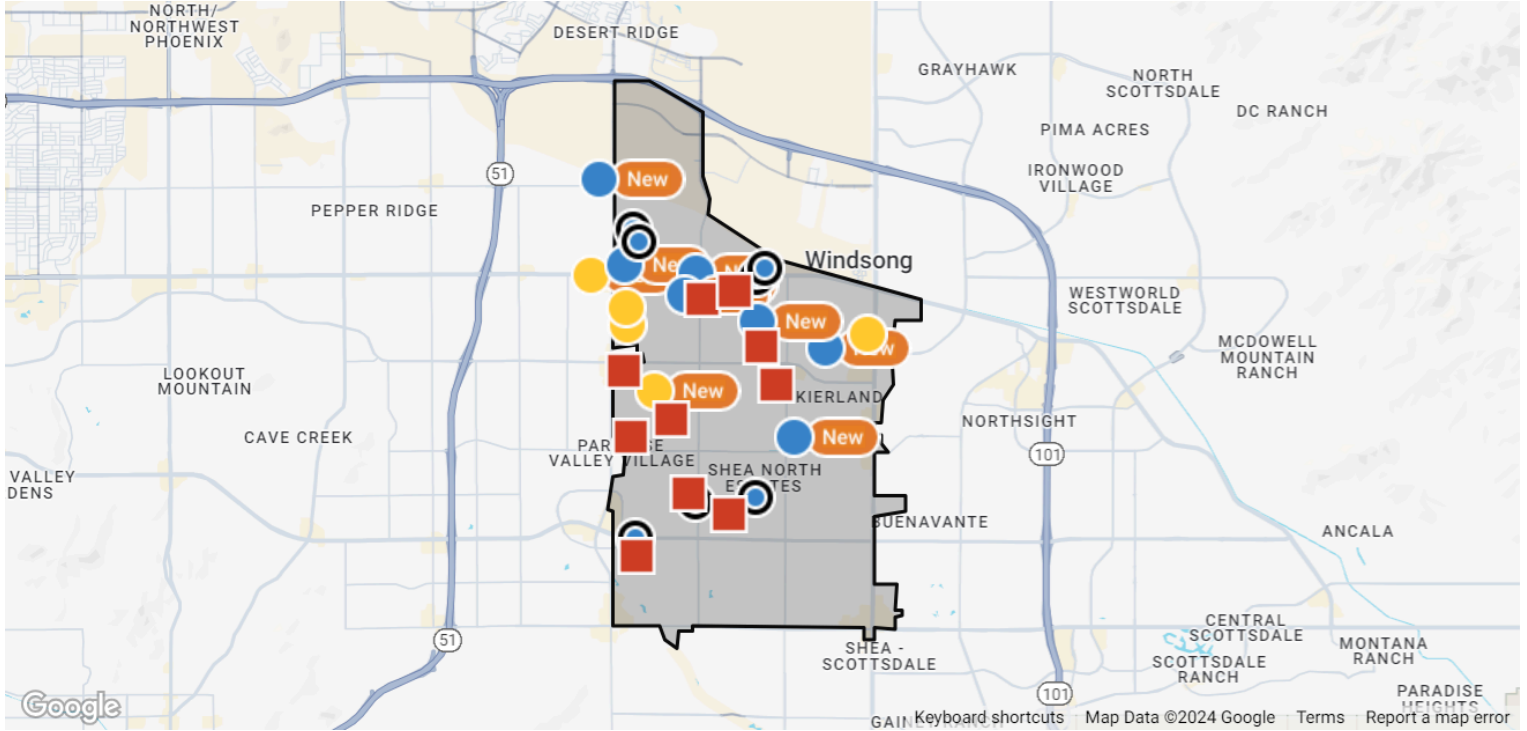 NORTH/
NORTHWEST
PHOENIX
DESERT RIDGE
GRAYHAWK
NORTH
SCOTTSDALE
DC RANCH
PIMA ACRES
IRONWOOD
VILLAGE
51
New
PEPPER RIDGE
Windsong
WESTWORLD
SCOTTSDALE
New
New
MCDOWELL
MOUNTAIN
RANCH
LOOKOUT
MOUNTAIN
New
KIERLAND
NORTHSIGHT
CAVE CREEK
New
VALLEY VILLAGE
101
SHEA NORTH
VALLEY
DENS
BUENAVANTE
ANCALA
51
SHEA -
SCOTTSDALE
CENTRAL
SCOTTSDALE
MONTANA
RANCH
SCOTTSDALE
RANCH
101
PARADISE
HEIGHTS
Google
Keyboard shortcuts
Map Data ©2024 Google
Terms
Report a map error